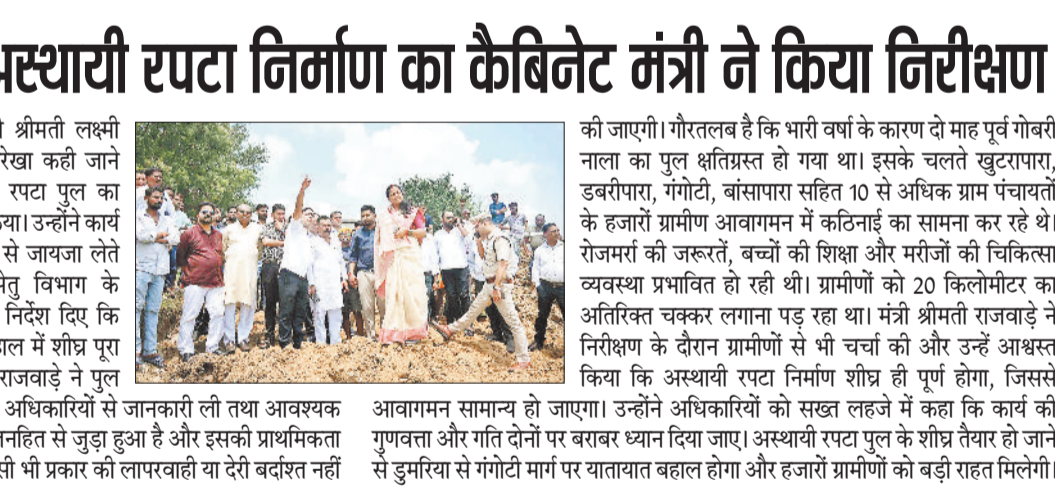 अस्थायी रपटा निर्माण का कैबिनेट मंत्री ने किया निरीक्षण
श्रीमती लक्ष्मी
रेखा कही जाने
रपटा पुल का
उन्होंने कार्य
से जायजा लेते
सेतु विभाग के
निर्देश दिए कि
में शीघ्र पूरा
राजवाड़े ने पुल
अधिकारियों से जानकारी ली तथा आवश्यक
जनहित से जुड़ा हुआ है और इसकी प्राथमिकता
भी प्रकार की लापरवाही या देरी बर्दाश्त नहीं
की जाएगी। गौरतलब है कि भारी वर्षा के कारण दो माह पूर्व गोबरी
नाला का पुल क्षतिग्रस्त हो गया था। इसके चलते खुटरापारा,
डबरीपारा, गंगोटी, बांसापारा सहित 10 से अधिक ग्राम पंचायतों
के हजारों ग्रामीण आवागमन में कठिनाई का सामना कर रहे थे।
रोजमर्रा की जरूरतें, बच्चों की शिक्षा और मरीजों की चिकित्सा
व्यवस्था प्रभावित हो रही थी। ग्रामीणों को 20 किलोमीटर का
अतिरिक्त चक्कर लगाना पड़ रहा था। मंत्री श्रीमती राजवाड़े ने
निरीक्षण के दौरान ग्रामीणों से भी चर्चा की और उन्हें आश्वस्त
किया कि अस्थायी रपटा निर्माण शीघ्र ही पूर्ण होगा, जिससे
आवागमन सामान्य हो जाएगा। उन्होंने अधिकारियों को सख्त लहजे में कहा कि कार्य की
गुणवत्ता और गति दोनों पर बराबर ध्यान दिया जाए। अस्थायी रपटा पुल के शीघ्र तैयार हो जाने
से डुमरिया से गंगोटी मार्ग पर यातायात बहाल होगा और हजारों ग्रामीणों को बड़ी राहत मिलेगी।